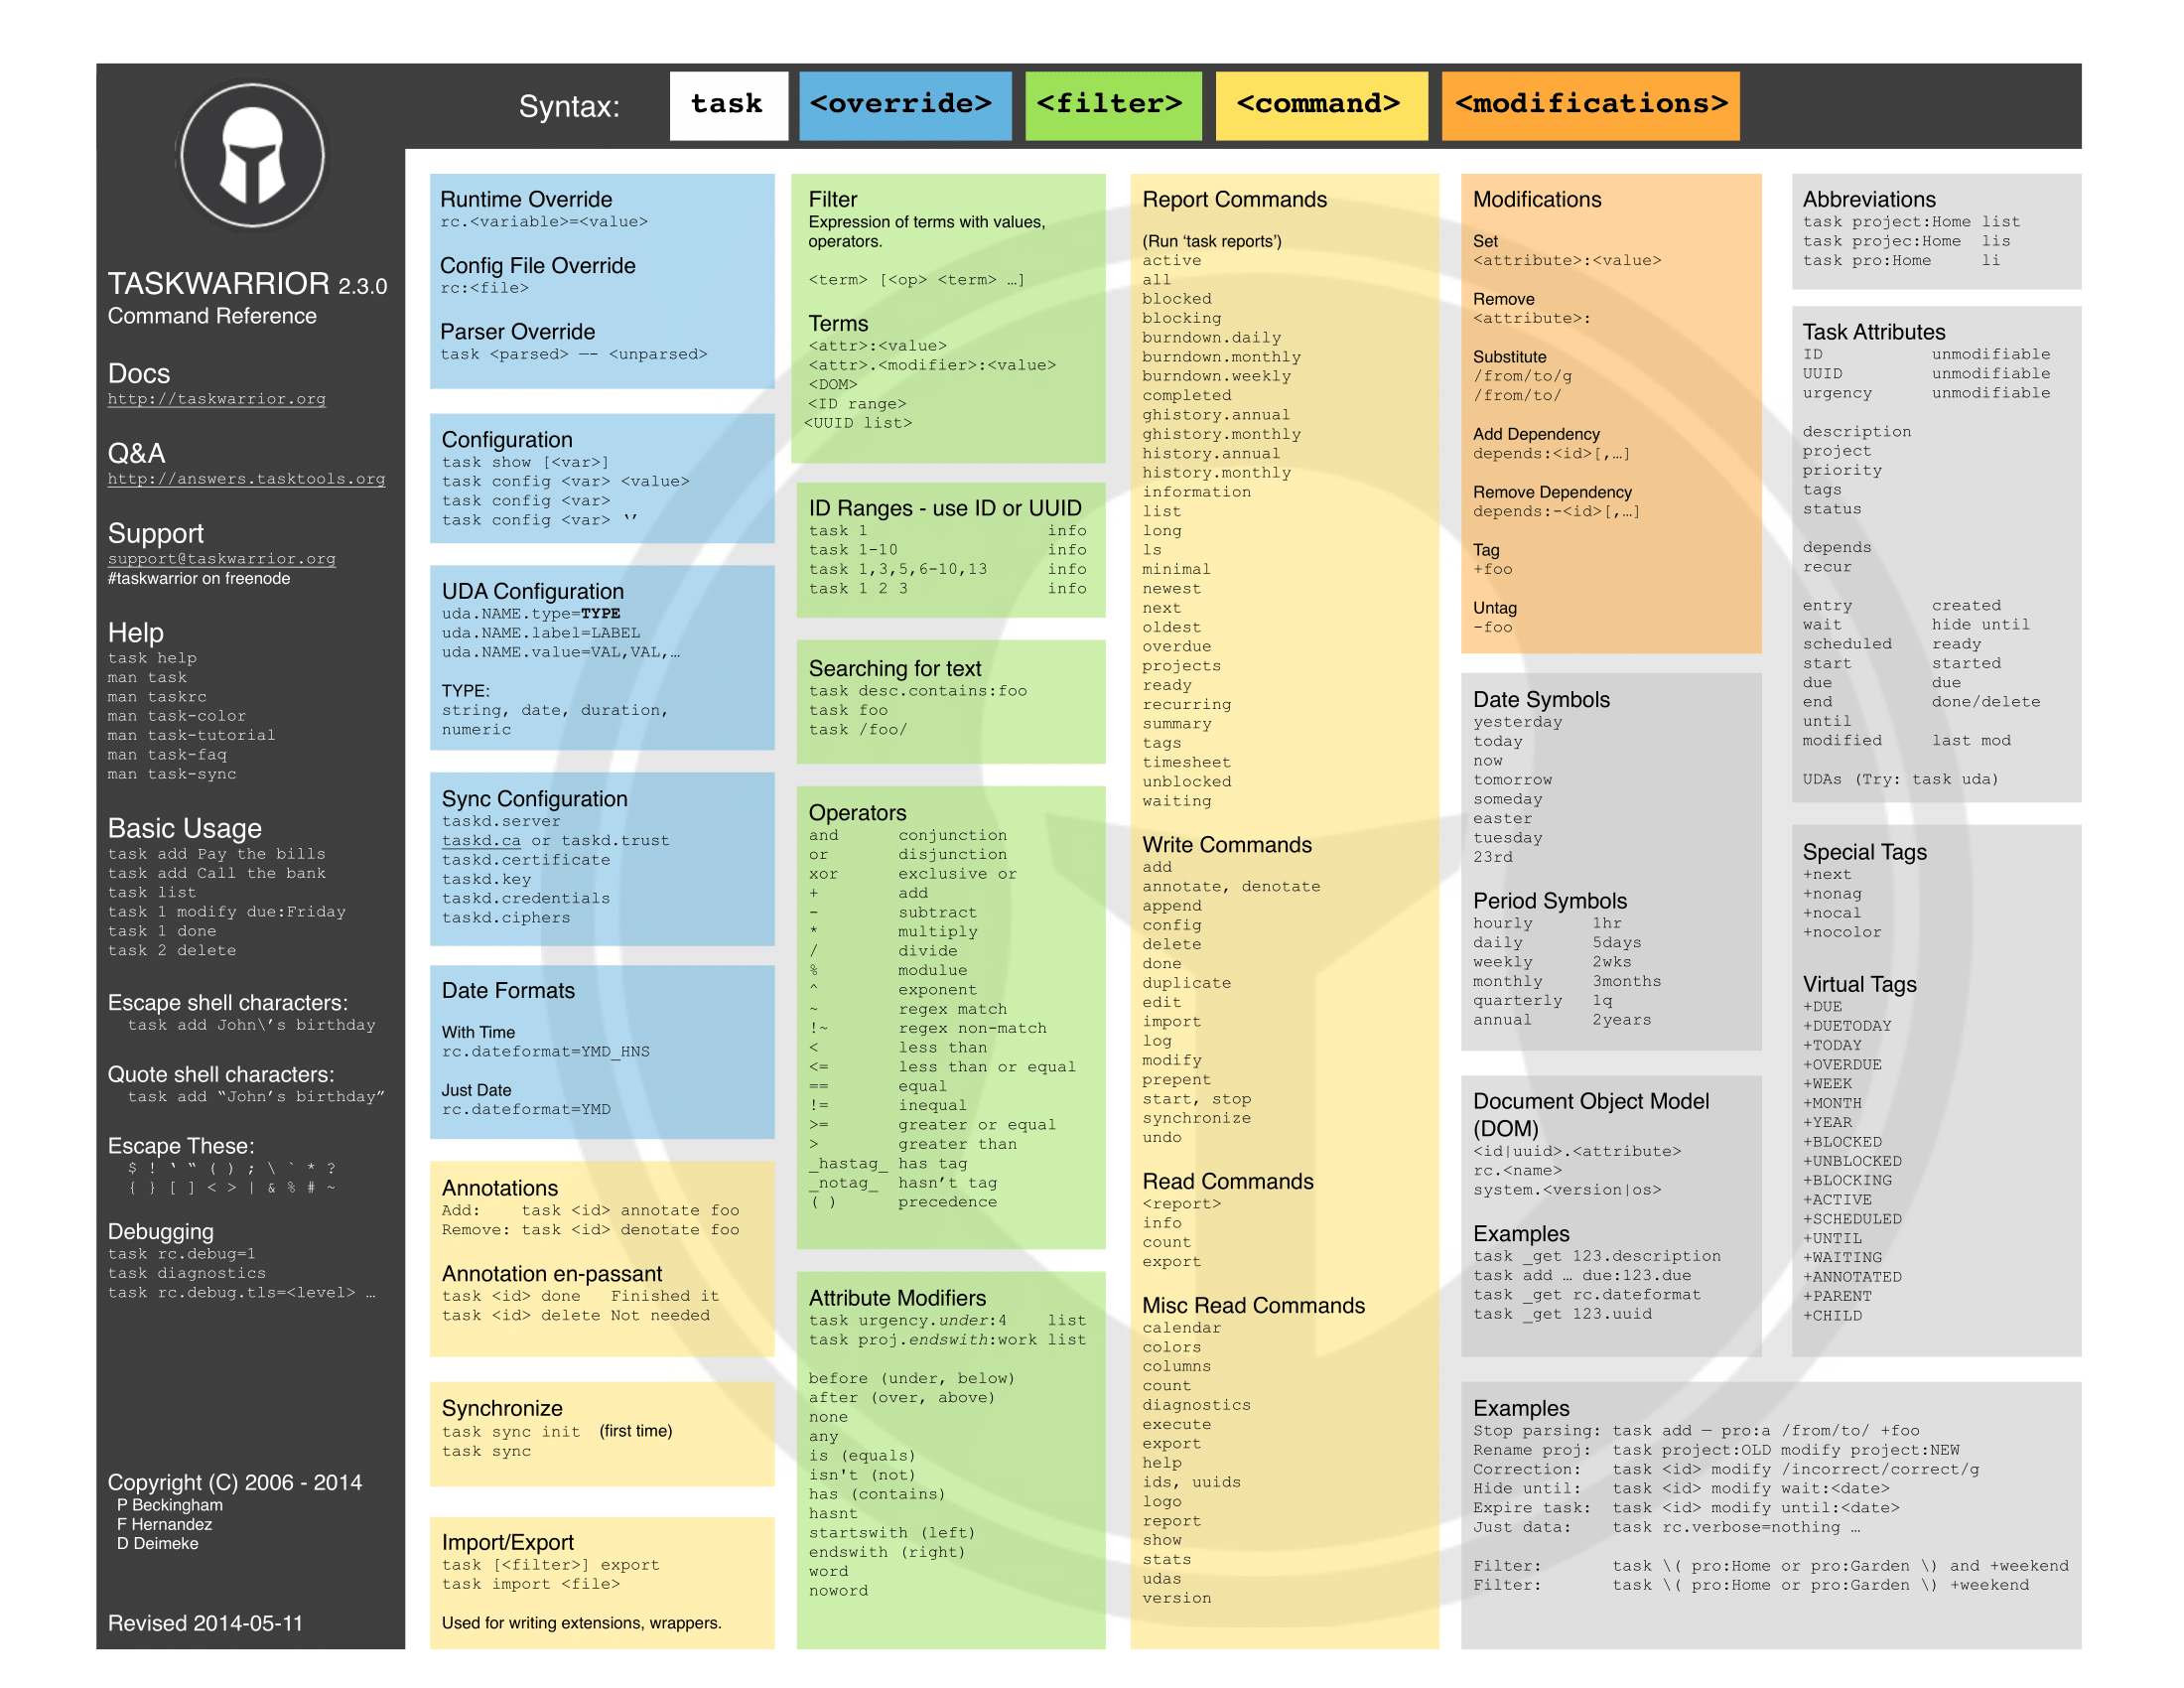 Syntax: task <override> <filter> <command> <modifications>
TASKWARRIOR 2.3.0
Command Reference
Docs
http://taskwarrior.org
Q&A
http://answers.tasktools.org
Support
support@taskwarrior.org
#taskwarrior on freenode
Help
task help
man task
man taskrc
man task-color
man task-tutorial
man task-faq
man task-sync
Basic Usage
task add Pay the bills
task add Call the bank
task list
task 1 modify due:Friday
task 1 done
task 2 delete
Escape shell characters:
task add John\’s birthday
Quote shell characters:
task add “John’s birthday”
Escape These:
$ ! ‘ “ ( ) ; \ ` * ?
{ } [ ] < > | & % # ~
Debugging
task rc.debug=1
task diagnostics
task rc.debug.tls=<level> …
Copyright (C) 2006 - 2014
P Beckingham
F Hernandez
D Deimeke
Revised 2014-05-11
Runtime Override
rc.<variable>=<value>
Config File Override
rc:<file>
Parser Override
task <parsed> —- <unparsed>
Configuration
task show [<var>]
task config <var> <value>
task config <var>
task config <var> ‘’
UDA Configuration
uda.NAME.type=TYPE
uda.NAME.label=LABEL
uda.NAME.value=VAL,VAL,…
TYPE:
string, date, duration,
numeric
Sync Configuration
taskd.server
taskd.ca or taskd.trust
taskd.certificate
taskd.key
taskd.credentials
taskd.ciphers
Date Formats
With Time
rc.dateformat=YMD_HNS
Just Date
rc.dateformat=YMD
Annotations
Add: task <id> annotate foo
Remove: task <id> denotate foo
Annotation en-passant
task <id> done Finished it
task <id> delete Not needed
Synchronize
task sync init (first time)
task sync
Import/Export
task [<filter>] export
task import <file>
Used for writing extensions, wrappers.
Filter
Expression of terms with values,
operators.
<term> [<op> <term> …]
Terms
<attr>:<value>
<attr>.<modifier>:<value>
<DOM>
<ID range>
<UUID list>
ID Ranges - use ID or UUID
task 1 info
task 1-10 info
task 1,3,5,6-10,13 info
task 1 2 3 info
Searching for text
task desc.contains:foo
task foo
task /foo/
Operators
and conjunction
or disjunction
xor exclusive or
+ add
- subtract
* multiply
/ divide
% modulue
^ exponent
~ regex match
!~ regex non-match
< less than
<= less than or equal
== equal
!= inequal
>= greater or equal
> greater than
_hastag_ has tag
_notag_ hasn’t tag
( ) precedence
Attribute Modifiers
task urgency.under:4 list
task proj.endswith:work list
before (under, below)
after (over, above)
none
any
is (equals)
isn't (not)
has (contains)
hasnt
startswith (left)
endswith (right)
word
noword
Report Commands
(Run ‘task reports’)
active
all
blocked
blocking
burndown.daily
burndown.monthly
burndown.weekly
completed
ghistory.annual
ghistory.monthly
history.annual
history.monthly
information
list
long
ls
minimal
newest
next
oldest
overdue
projects
ready
recurring
summary
tags
timesheet
unblocked
waiting
Write Commands
add
annotate, denotate
append
config
delete
done
duplicate
edit
import
log
modify
prepent
start, stop
synchronize
undo
Read Commands
<report>
info
count
export
Misc Read Commands
calendar
colors
columns
count
diagnostics
execute
export
help
ids, uuids
logo
report
show
stats
udas
version
Modifications
Set
<attribute>:<value>
Remove
<attribute>:
Substitute
/from/to/g
/from/to/
Add Dependency
depends:<id>[,…]
Remove Dependency
depends:-<id>[,…]
Tag
+foo
Untag
-foo
Date Symbols
yesterday
today
now
tomorrow
someday
easter
tuesday
23rd
Period Symbols
hourly 1hr
daily 5days
weekly 2wks
monthly 3months
quarterly 1q
annual 2years
Document Object Model
(DOM)
<id|uuid>.<attribute>
rc.<name>
system.<version|os>
Examples
task _get 123.description
task add … due:123.due
task _get rc.dateformat
task _get 123.uuid
Abbreviations
task project:Home list
task projec:Home lis
task pro:Home li
Task Attributes
ID unmodifiable
UUID unmodifiable
urgency unmodifiable
description
project
priority
tags
status
depends
recur
entry created
wait hide until
scheduled ready
start started
due due
end done/delete
until
modified last mod
UDAs (Try: task uda)
Special Tags
+next
+nonag
+nocal
+nocolor
Virtual Tags
+DUE
+DUETODAY
+TODAY
+OVERDUE
+WEEK
+MONTH
+YEAR
+BLOCKED
+UNBLOCKED
+BLOCKING
+ACTIVE
+SCHEDULED
+UNTIL
+WAITING
+ANNOTATED
+PARENT
+CHILD
Examples
Stop parsing: task add — pro:a /from/to/ +foo
Rename proj: task project:OLD modify project:NEW
Correction: task <id> modify /incorrect/correct/g
Hide until: task <id> modify wait:<date>
Expire task: task <id> modify until:<date>
Just data: task rc.verbose=nothing …
Filter: task \( pro:Home or pro:Garden \) and +weekend
Filter: task \( pro:Home or pro:Garden \) +weekend